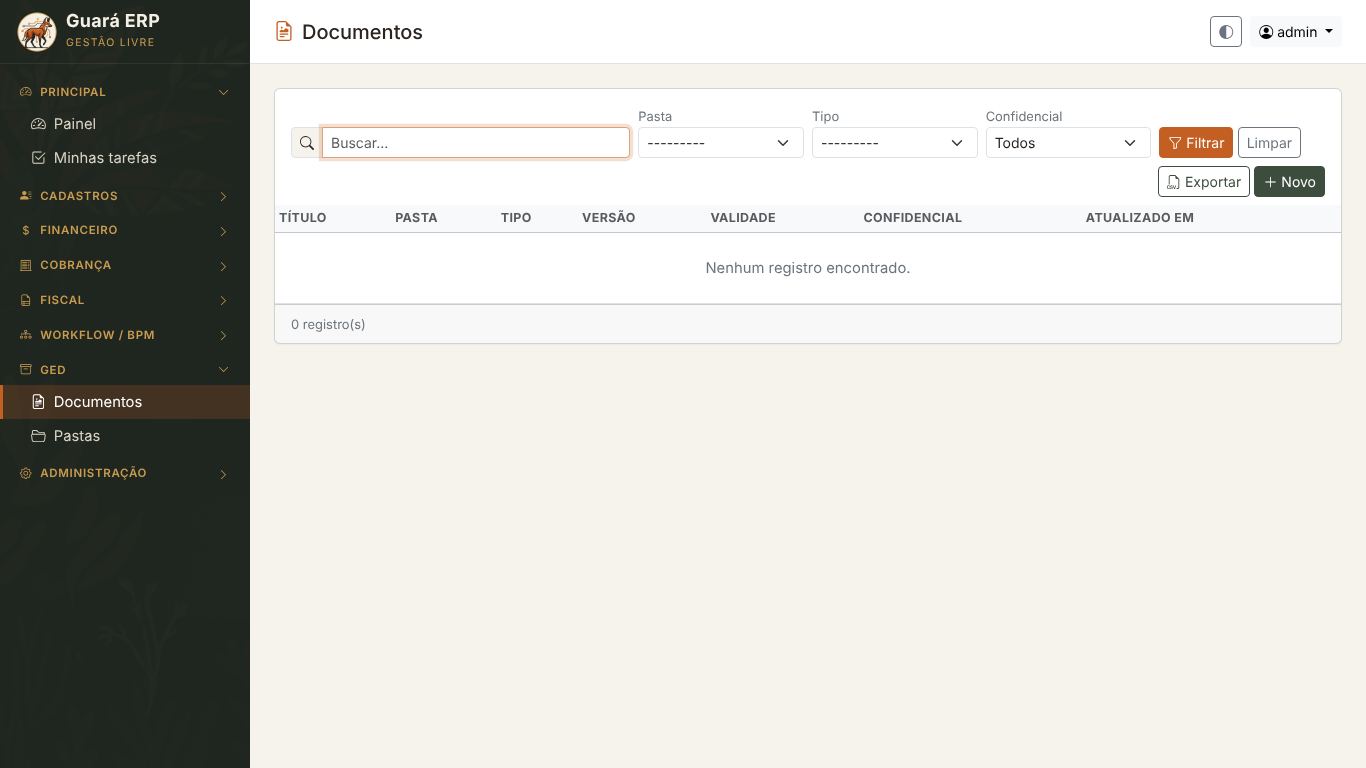 Guará ERP
GESTÃO LIVRE
PRINCIPAL
Painel
Minhas tarefas
CADASTROS
FINANCEIRO
COBRANÇA
FISCAL
WORKFLOW / BPM
GED
Documentos
Pastas
ADMINISTRAÇÃO
Documentos
admin
Pasta
Tipo
Confidencial
Buscar...
---------
---------
Todos
Filtrar
Limpar
Exportar
Novo
TÍTULO PASTA TIPO VERSÃO VALIDADE CONFIDENCIAL ATUALIZADO EM
Nenhum registro encontrado.
0 registro(s)